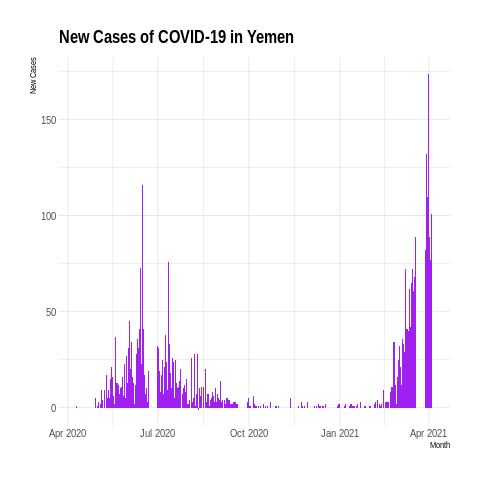 New Cases of COVID-19 in Yemen
New Cases
150
100
50
0
Apr 2020 Jul 2020 Oct 2020 Jan 2021 Apr 2021
Month